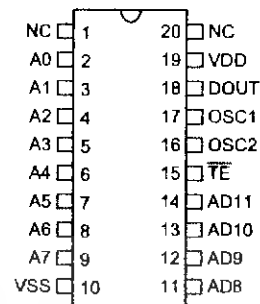 NC 1 20 NC
A0 2 19 VDD
A1 3 18 DOUT
A2 4 17 OSC1
A3 5 16 OSC2
A4 6 15 T̅E̅
A5 7 14 AD11
A6 8 13 AD10
A7 9 12 AD9
VSS 10 11 AD8